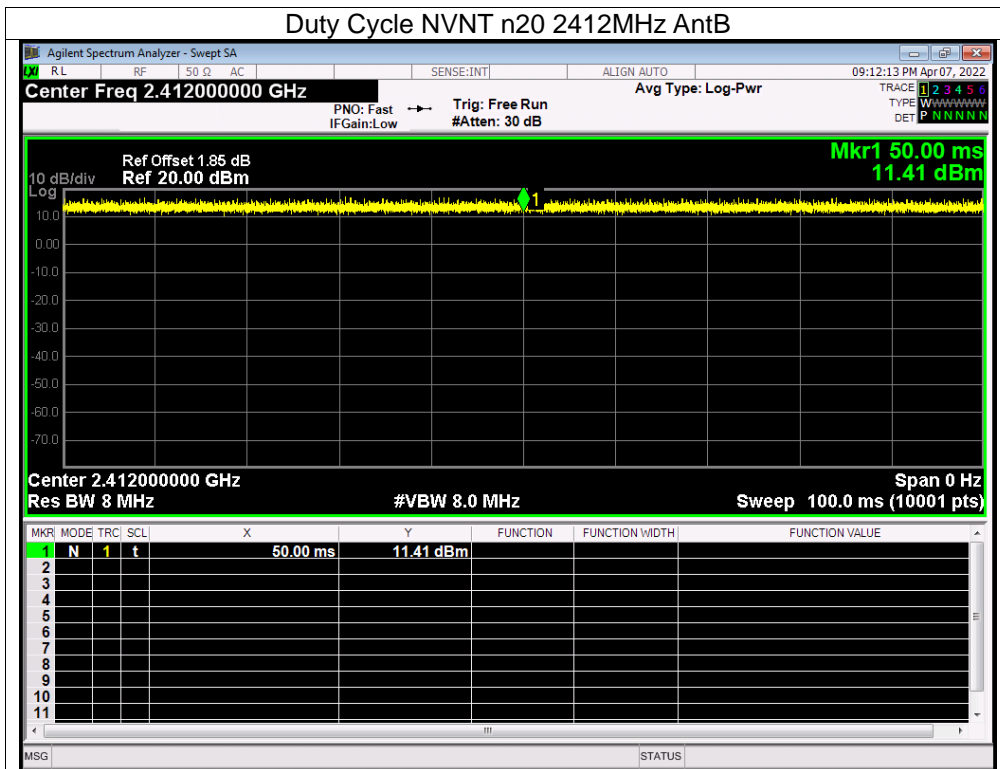 Duty Cycle NVNT n20 2412MHz AntB
Agilent Spectrum Analyzer - Swept SA
LXI RL RF 50 Ω AC SENSE:INT ALIGN AUTO 09:12:13 PM Apr 07, 2022
Center Freq 2.412000000 GHz Avg Type: Log-Pwr TRACE 1 2 3 4 5 6
PNO: Fast Trig: Free Run TYPE WWWWWW
IFGain:Low #Atten: 30 dB DET P N N N N N
Mkr1 50.00 ms
Ref Offset 1.85 dB
10 dB/div Ref 20.00 dBm 11.41 dBm
Log
1
10.0
0.00
-10.0
-20.0
-30.0
-40.0
-50.0
-60.0
-70.0
Center 2.412000000 GHz Span 0 Hz
Res BW 8 MHz #VBW 8.0 MHz Sweep 100.0 ms (10001 pts)
MKR MODE TRC SCL X Y FUNCTION FUNCTION WIDTH FUNCTION VALUE
1 N 1 t 50.00 ms 11.41 dBm
2
3
4
5
6
7
8
9
10
11
MSG STATUS